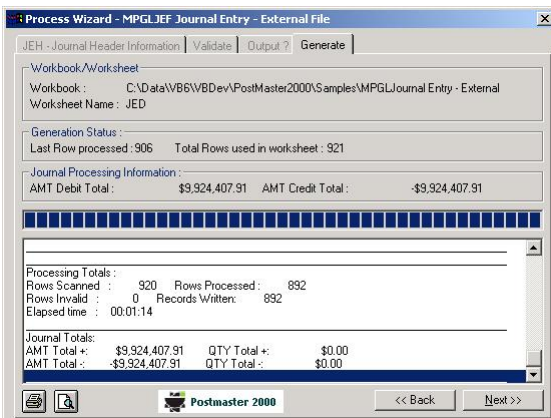 Process Wizard - MPGLJEF Journal Entry - External File
JEH - Journal Header Information Validate Output ? Generate
Workbook/Worksheet
Workbook : C:\Data\VB6\VBDev\PostMaster2000\Samples\MPGLJournal Entry - External
Worksheet Name : JED
Generation Status :
Last Row processed : 906 Total Rows used in worksheet : 921
Journal Processing Information :
AMT Debit Total : $9,924,407.91 AMT Credit Total : -$9,924,407.91
Processing Totals :
Rows Scanned : 920 Rows Processed : 892
Rows Invalid : 0 Records Written: 892
Elapsed time : 00:01:14
Journal Totals:
AMT Total +: $9,924,407.91 QTY Total +: $0.00
AMT Total -: -$9,924,407.91 QTY Total -: $0.00
Postmaster 2000 << Back Next >>